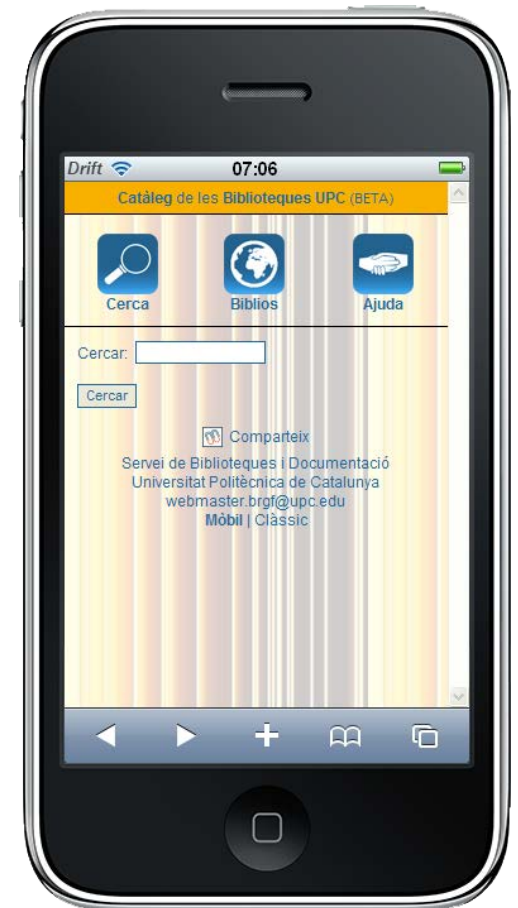 Drift 07:06
Catàleg de les Biblioteques UPC (BETA)
Cerca Biblios Ajuda
Cercar:
Cercar
Comparteix
Servei de Biblioteques i Documentació
Universitat Politècnica de Catalunya
webmaster.brgf@upc.edu
Mòbil | Clàssic